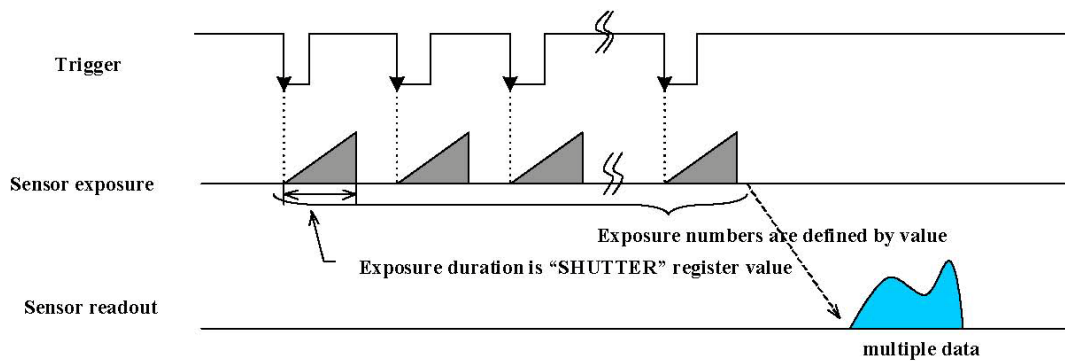 Trigger
Sensor exposure
Exposure numbers are defined by value
Exposure duration is “SHUTTER” register value
Sensor readout
multiple data